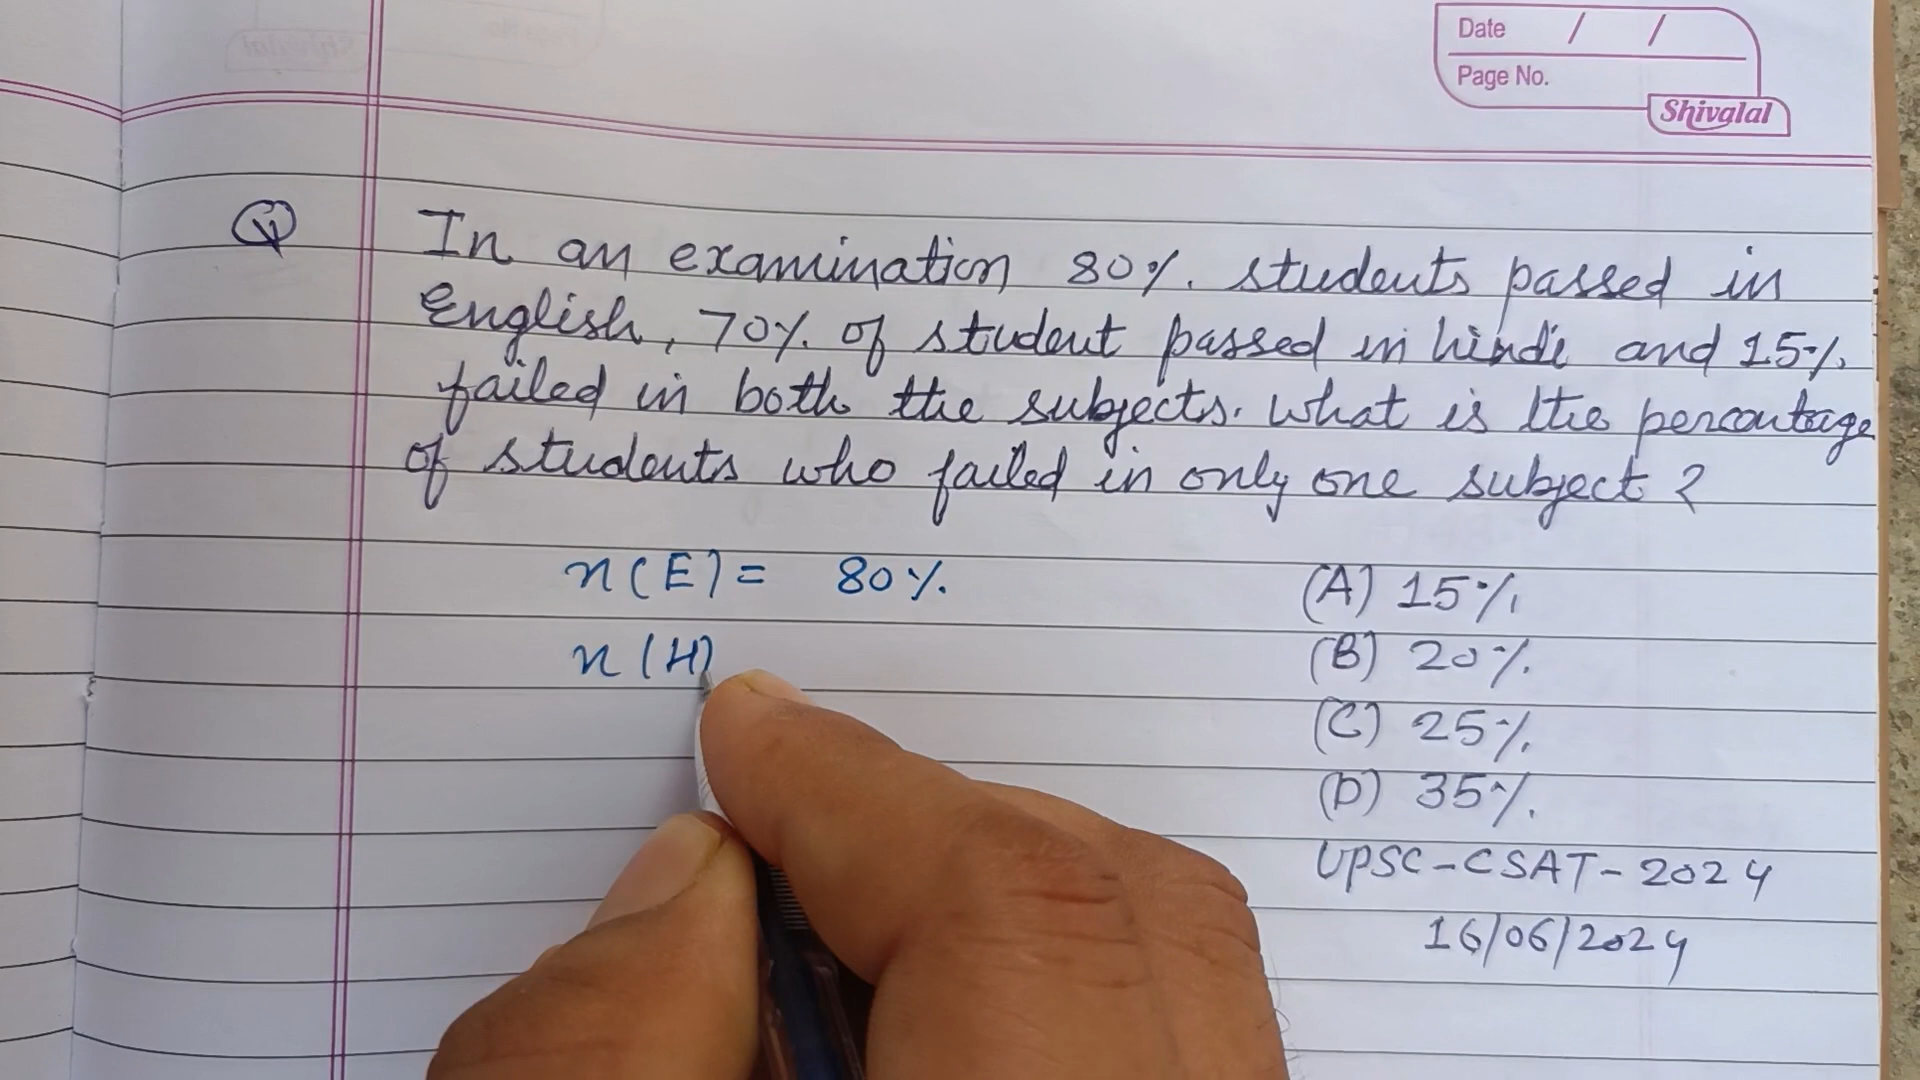 Date / /
Page No.
Shivalal
Q In an examination 80%. students passed in
English, 70%. of student passed in hindi and 15%.
failed in both the subjects. What is the percentage
of students who failed in only one subject ?
n(E) = 80%.
n(H)
(A) 15%.
(B) 20%.
(C) 25%.
(D) 35%.
UPSC-CSAT-2024
16/06/2024